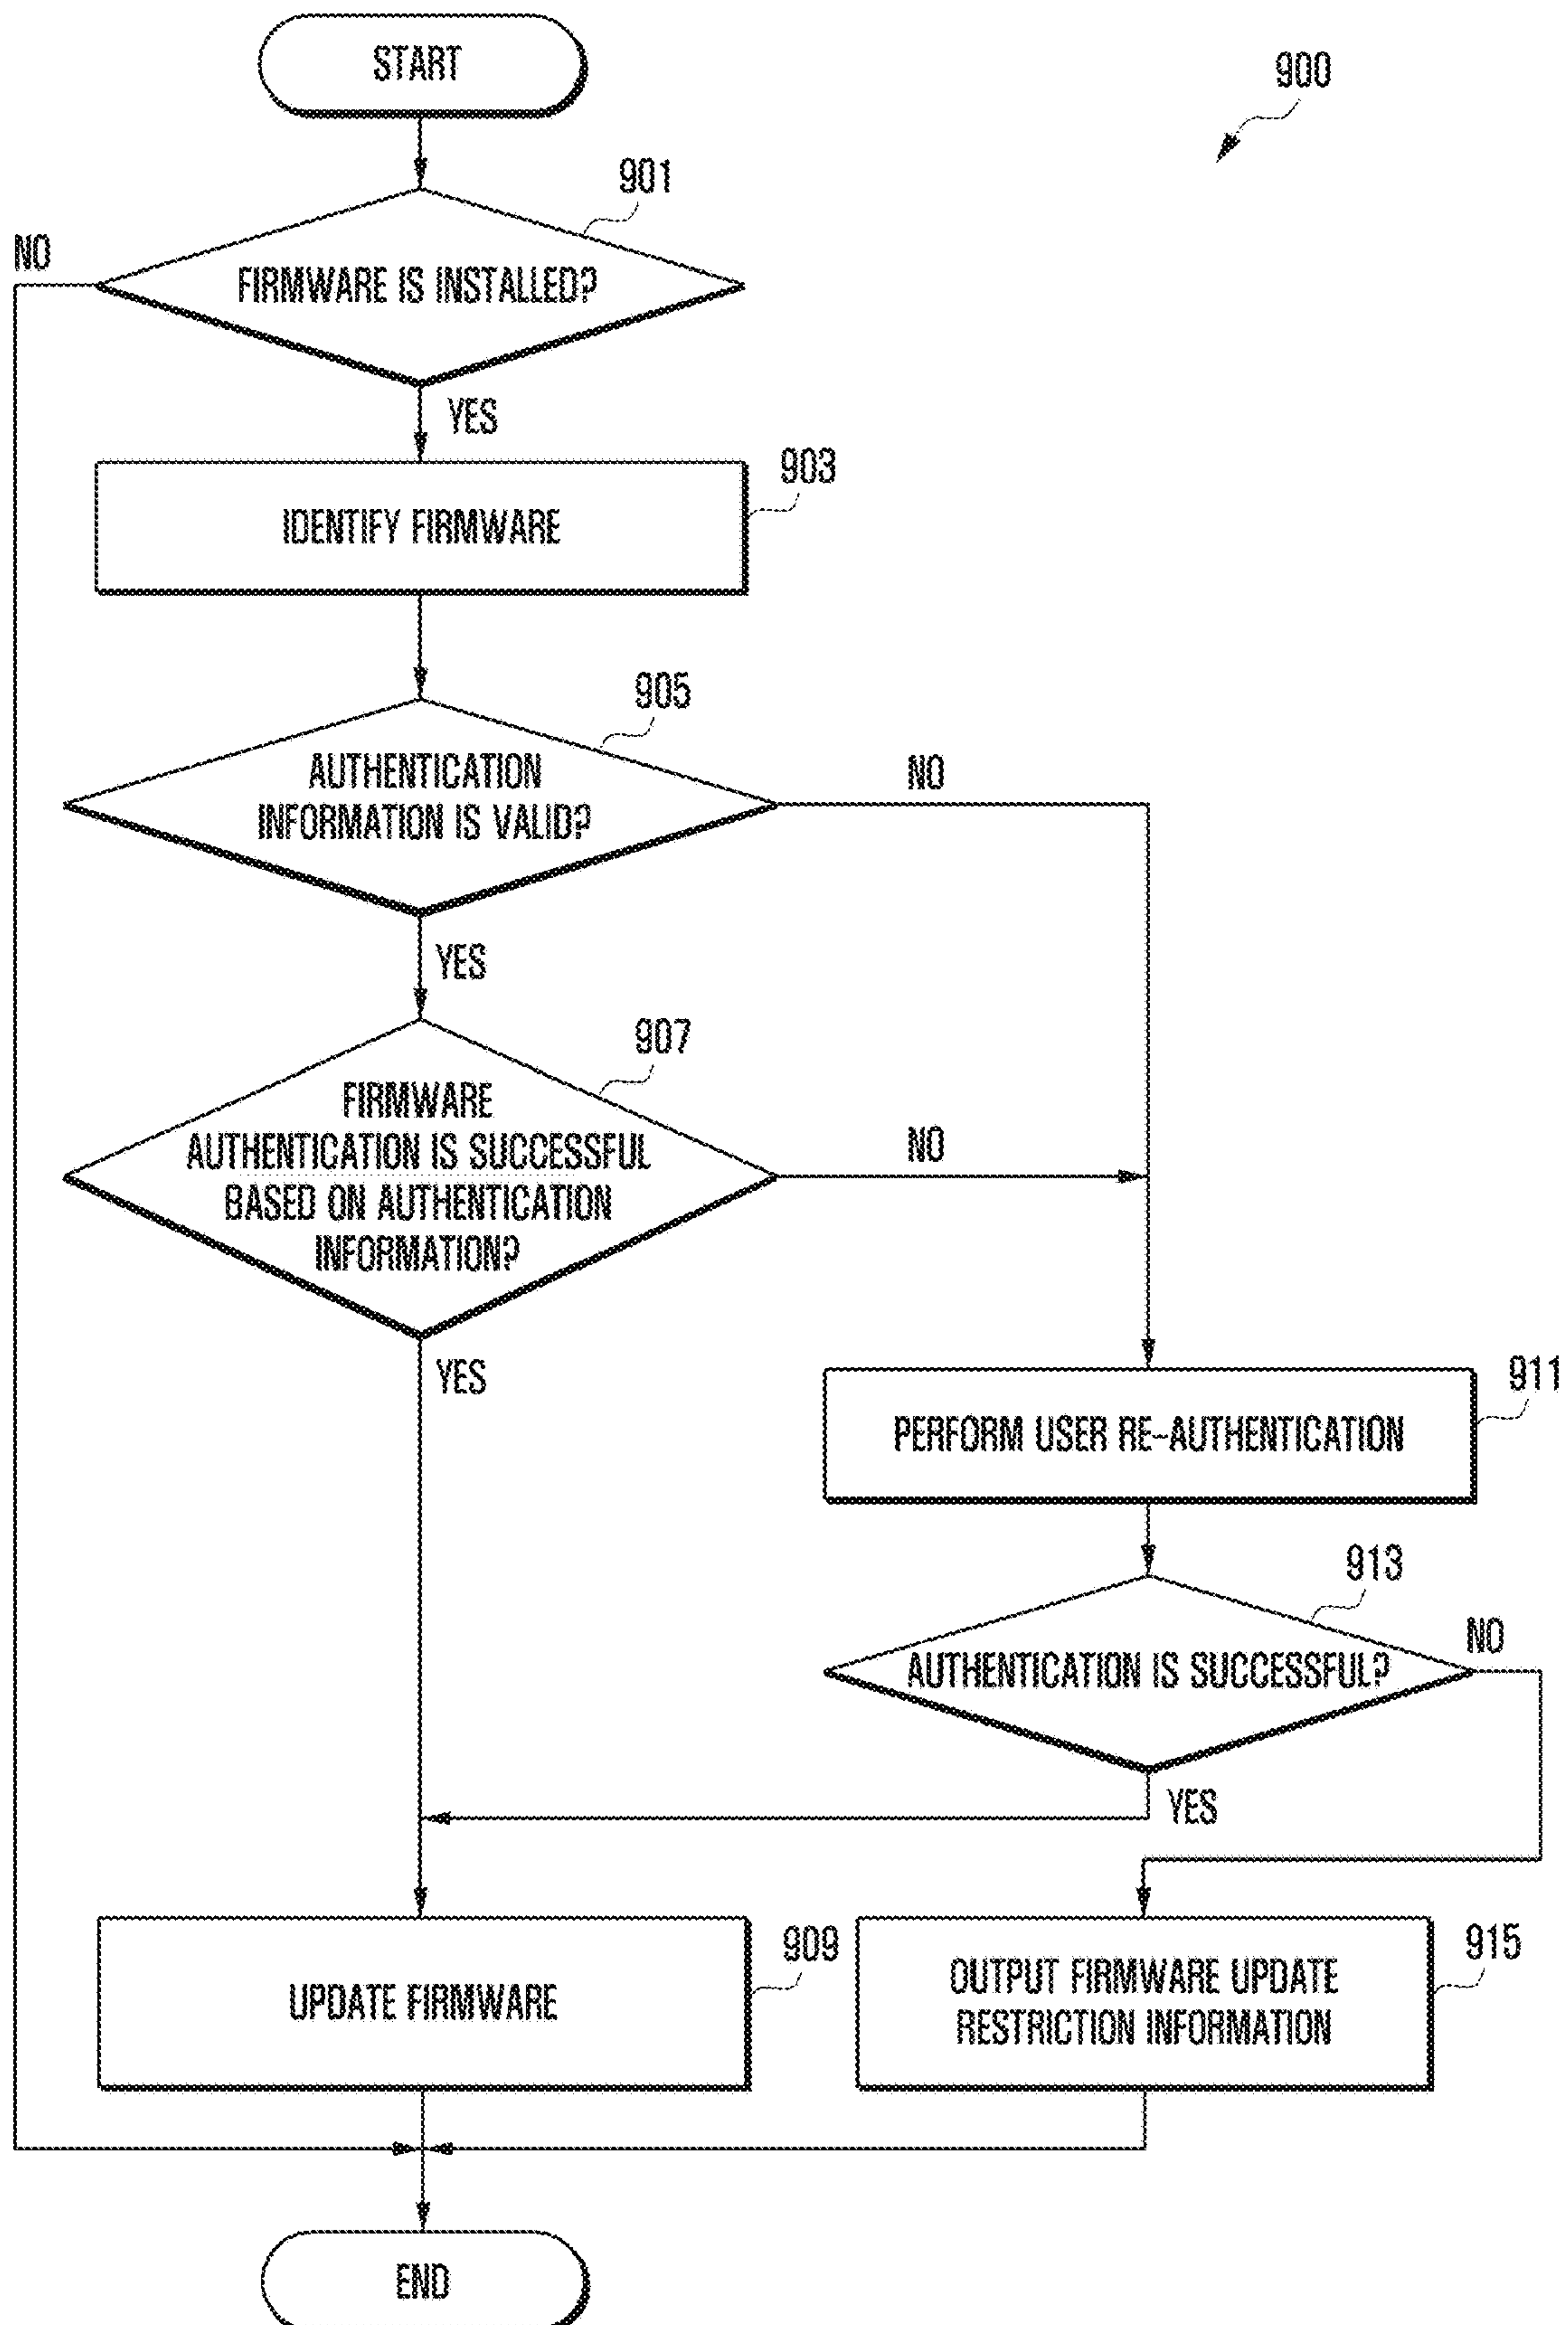 START
900
901
NO
FIRMWARE IS INSTALLED?
YES
903
IDENTIFY FIRMWARE
905
AUTHENTICATION
INFORMATION IS VALID?
NO
YES
907
FIRMWARE
AUTHENTICATION IS SUCCESSFUL
BASED ON AUTHENTICATION
INFORMATION?
NO
YES
911
PERFORM USER RE-AUTHENTICATION
913
AUTHENTICATION IS SUCCESSFUL?
NO
YES
909
UPDATE FIRMWARE
915
OUTPUT FIRMWARE UPDATE
RESTRICTION INFORMATION
END